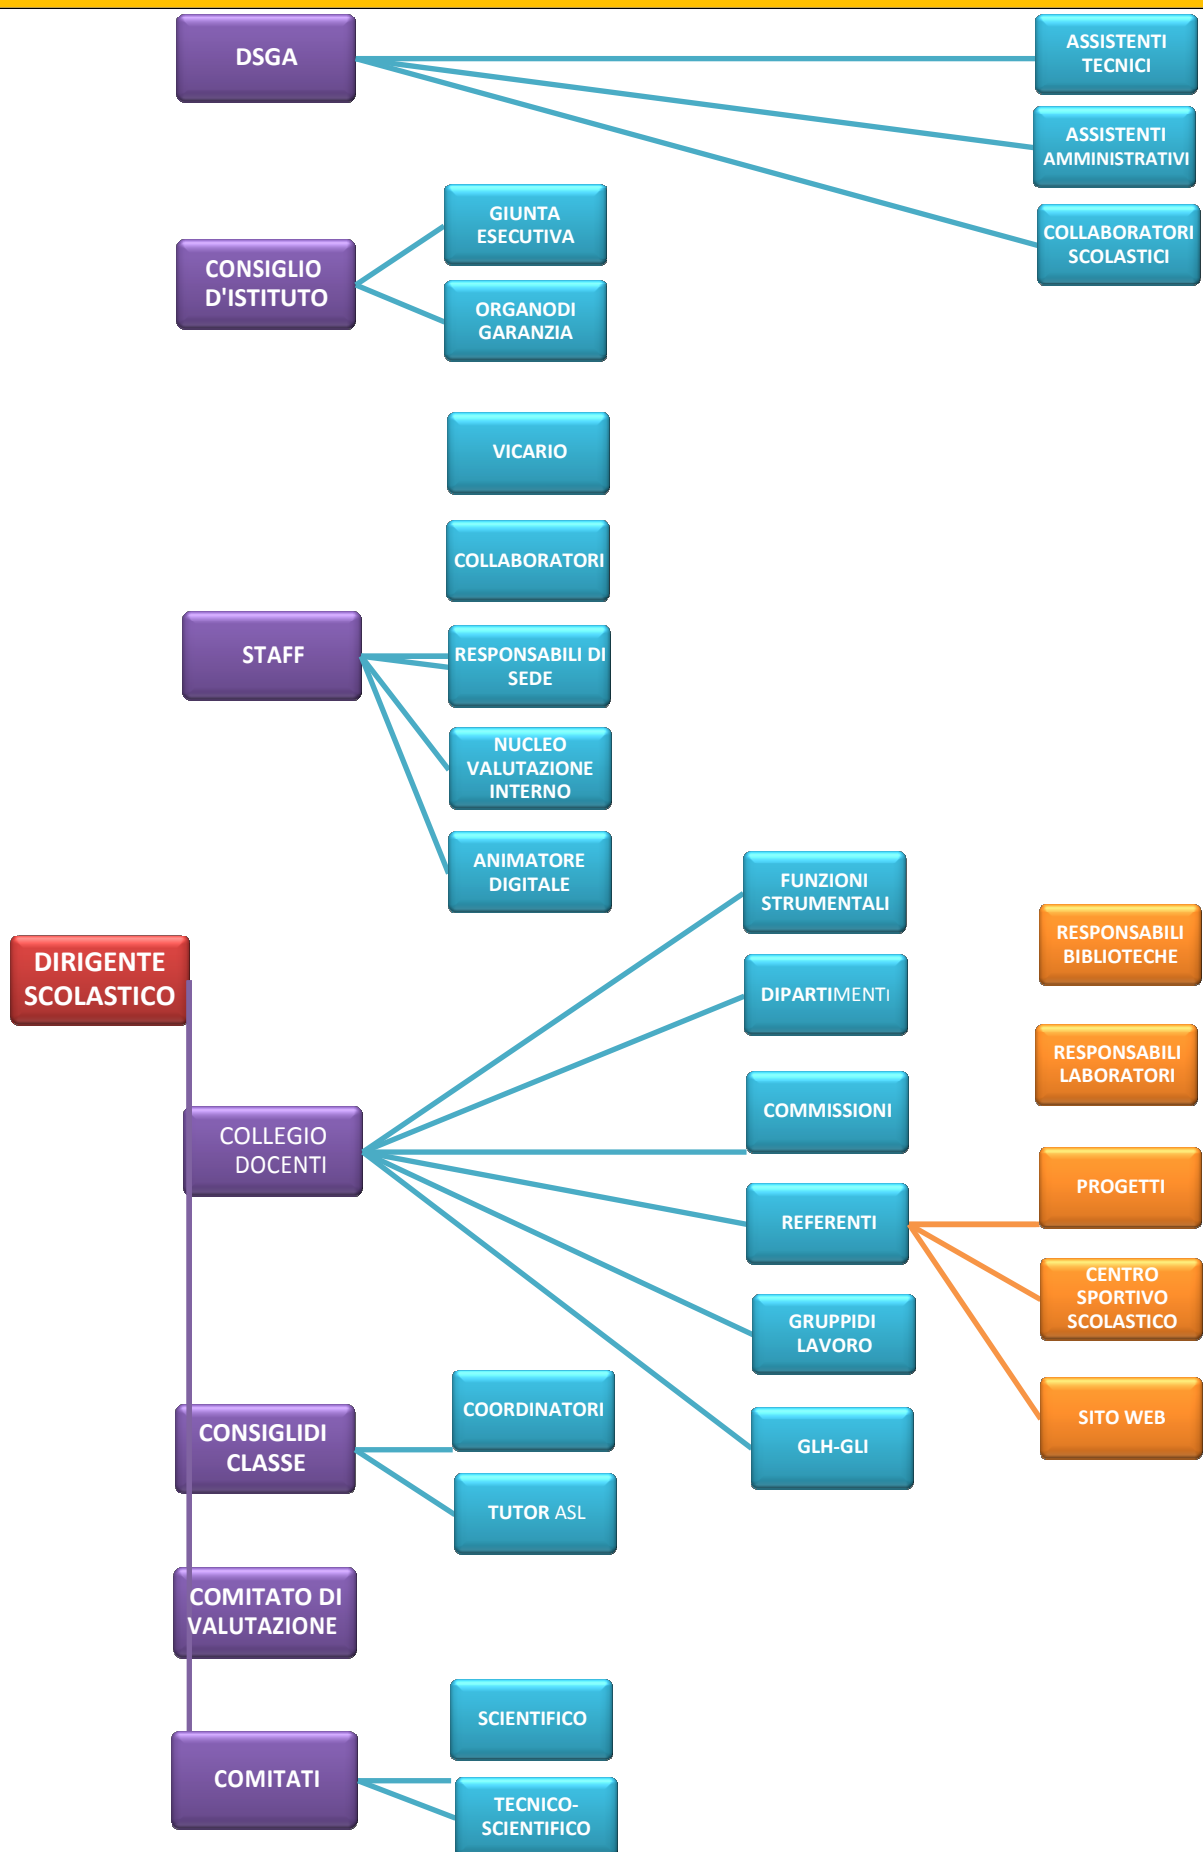 DSGA
ASSISTENTI
TECNICI
ASSISTENTI
AMMINISTRATIVI
COLLABORATORI
SCOLASTICI
GIUNTA
ESECUTIVA
CONSIGLIO
D'ISTITUTO
ORGANODI
GARANZIA
VICARIO
COLLABORATORI
STAFF
RESPONSABILI DI
SEDE
NUCLEO
VALUTAZIONE
INTERNO
ANIMATORE
DIGITALE
FUNZIONI
STRUMENTALI
RESPONSABILI
BIBLIOTECHE
DIRIGENTE
SCOLASTICO
DIPARTIMENTI
RESPONSABILI
LABORATORI
COLLEGIO
DOCENTI
COMMISSIONI
PROGETTI
REFERENTI
CENTRO
SPORTIVO
SCOLASTICO
GRUPPIDI
LAVORO
COORDINATORI
SITO WEB
CONSIGLIDI
CLASSE
GLH-GLI
TUTOR ASL
COMITATO DI
VALUTAZIONE
SCIENTIFICO
COMITATI
TECNICO-
SCIENTIFICO